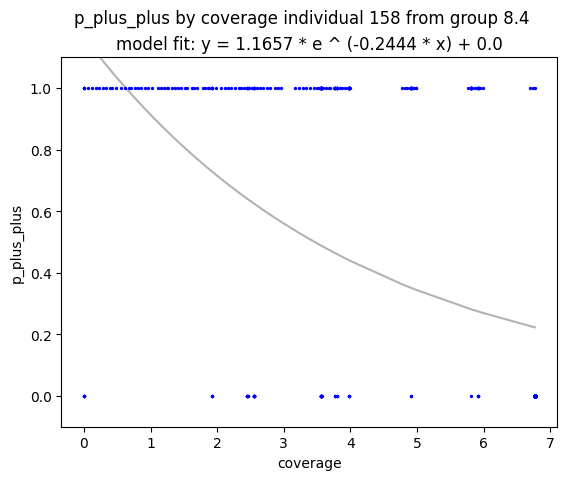 p_plus_plus by coverage individual 158 from group 8.4
model fit: y = 1.1657 * e ^ (-0.2444 * x) + 0.0
1.0
0.8
0.6
0.4
0.2
0.0
p_plus_plus
0 1 2 3 4 5 6 7
coverage